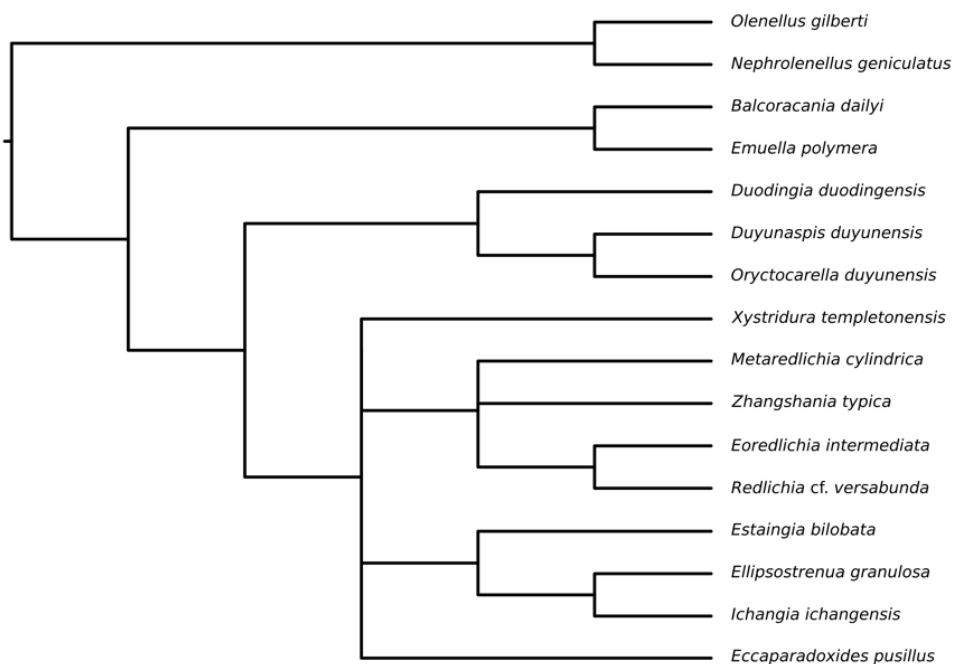 Olenellus gilberti
Nephrolenellus geniculatus
Balcoracania dailyi
Emuella polymera
Duodingia duodingensis
Duyunaspis duyunensis
Oryctocarella duyunensis
Xystridura templetonensis
Metaredlichia cylindrica
Zhangshania typica
Eoredlichia intermediata
Redlichia cf. versabunda
Estaingia bilobata
Ellipsostrenua granulosa
Ichangia ichangensis
Eccaparadoxides pusillus